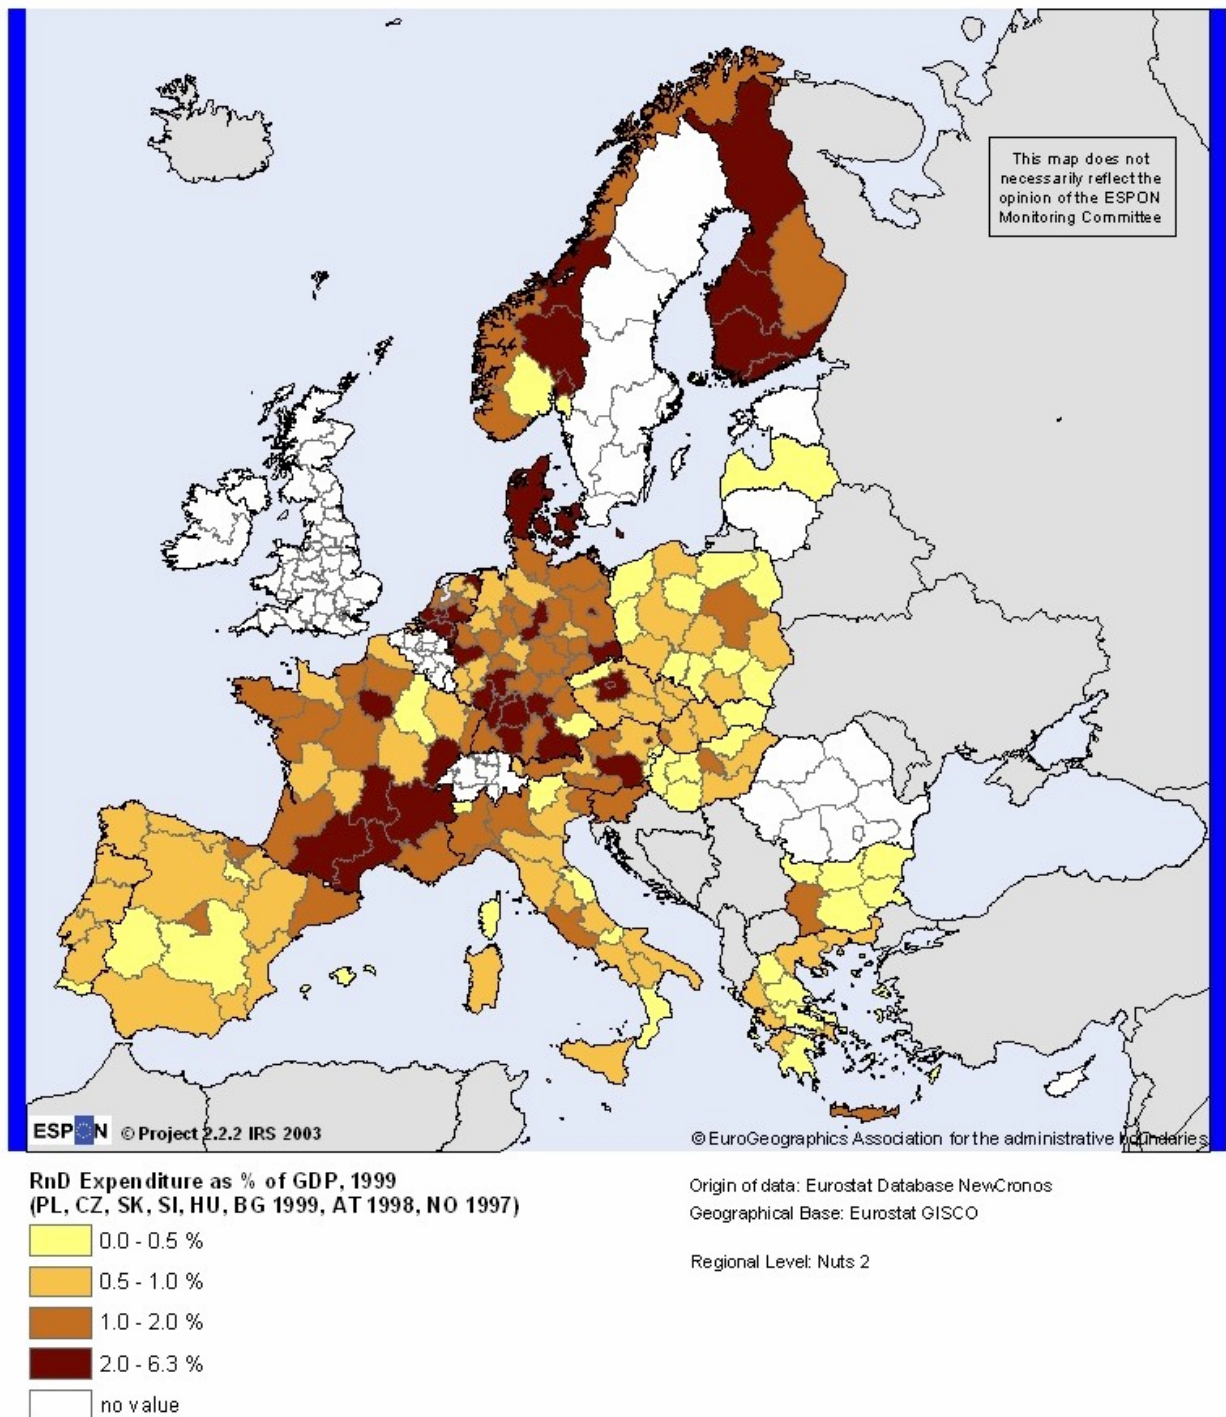 This map does not
necessarily reflect the
opinion of the ESPON
Monitoring Committee
ESPON © Project 2.2.2 IRS 2003
© EuroGeographics Association for the administrative boundaries
RnD Expenditure as % of GDP, 1999
(PL, CZ, SK, SI, HU, BG 1999, AT 1998, NO 1997)
0.0 - 0.5 %
0.5 - 1.0 %
1.0 - 2.0 %
2.0 - 6.3 %
no value
Origin of data: Eurostat Database NewCronos
Geographical Base: Eurostat GISCO
Regional Level: Nuts 2